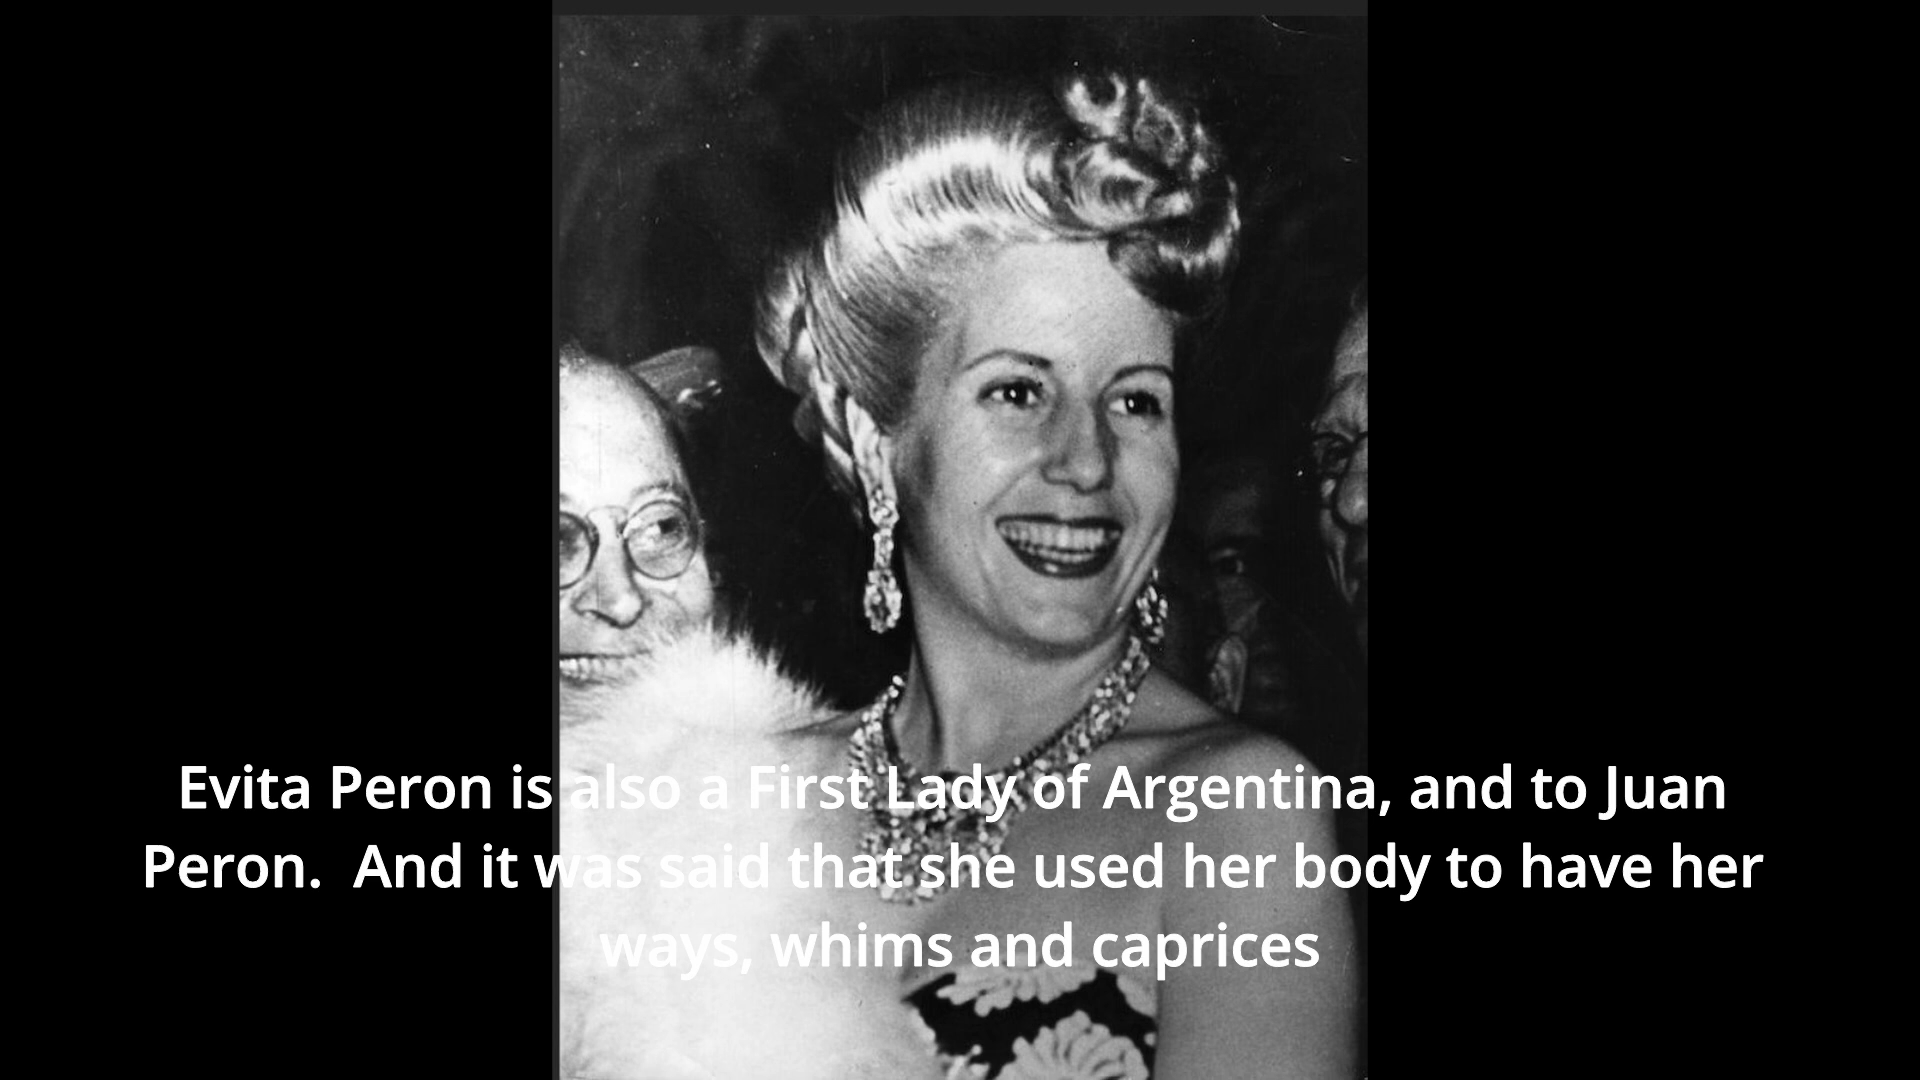 Evita Peron is also a First Lady of Argentina, and to Juan
Peron.  And it was said that she used her body to have her
ways, whims and caprices